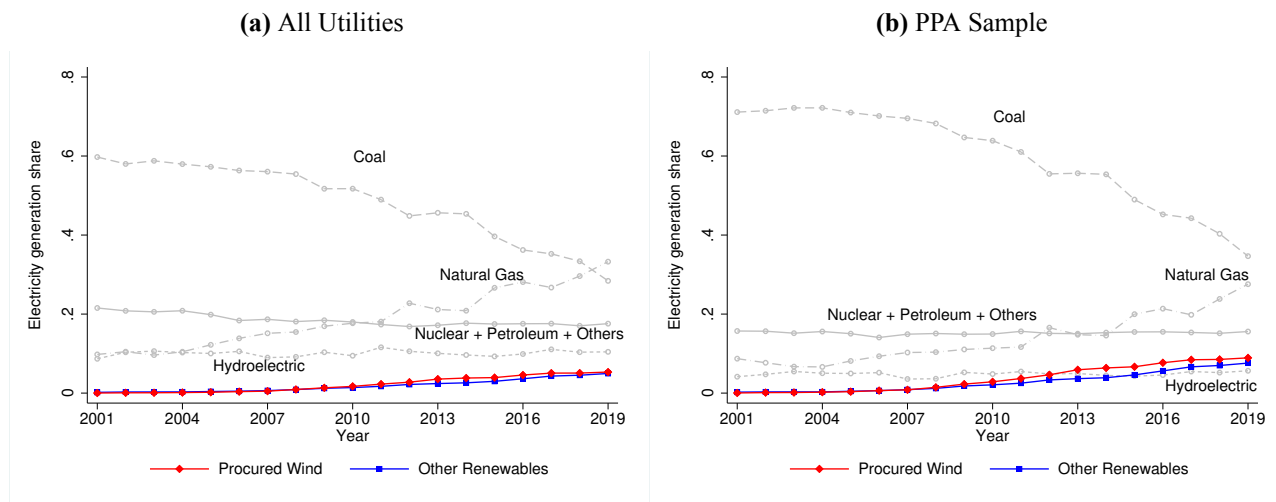 (a) All Utilities
Electricity generation share
.8
.6
.4
.2
0
Coal
Natural Gas
Nuclear + Petroleum + Others
Hydroelectric
2001 2004 2007 2010 2013 2016 2019
Year
Procured Wind Other Renewables
(b) PPA Sample
Electricity generation share
.8
.6
.4
.2
0
Coal
Natural Gas
Nuclear + Petroleum + Others
Hydroelectric
2001 2004 2007 2010 2013 2016 2019
Year
Procured Wind Other Renewables